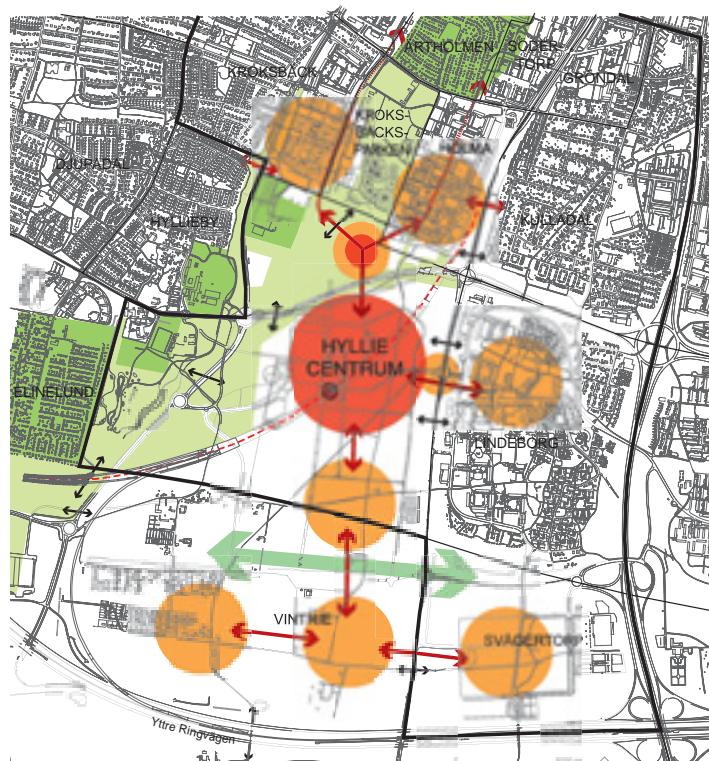 ARTHOLMEN
SÖDER-
TORP
KROKSBÄCK
GRÖNDAL
KROKS-
BÄCKS-
PARKEN
HOLMA
DJUPADAL
HYLLIEBY
KULLADAL
HYLLIE
CENTRUM
ELINELUND
LINDEBORG
VINTRIE
SVÅGERTORP
Yttre Ringvägen